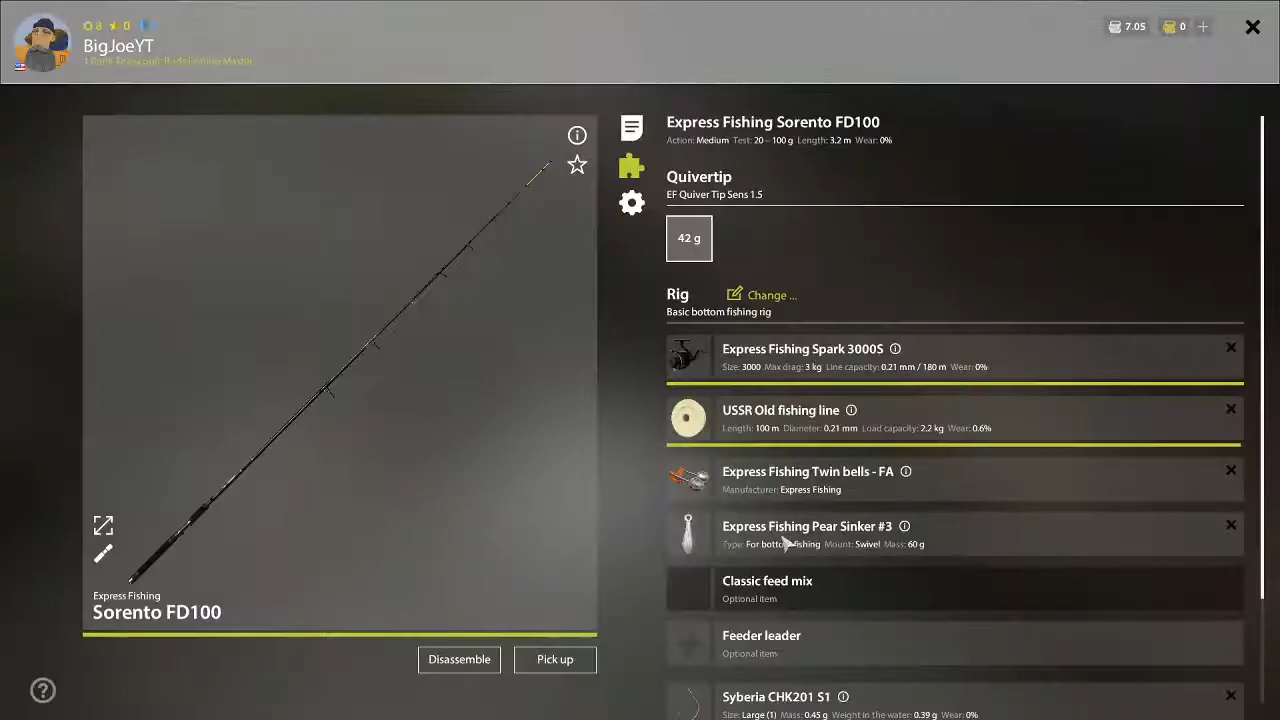 8 0
BigJoeYT
7.05
0
Express Fishing Sorento FD100
Action: Medium Test: 20 – 100 g Length: 3.2 m Wear: 0%
Quivertip
EF Quiver Tip Sens 1.5
42 g
Rig Change ...
Basic bottom fishing rig
Express Fishing Spark 3000S
Size: 3000 Max drag: 3 kg Line capacity: 0.21 mm / 180 m Wear: 0%
USSR Old fishing line
Length: 100 m Diameter: 0.21 mm Load capacity: 2.2 kg Wear: 0.6%
Express Fishing Twin bells - FA
Manufacturer: Express Fishing
Express Fishing Pear Sinker #3
Type: For bottom fishing Mount: Swivel Mass: 60 g
Classic feed mix
Optional item
Feeder leader
Optional item
Syberia CHK201 S1
Size: Large (1) Mass: 0.45 g Weight in the water: 0.39 g Wear: 0%
Express Fishing
Sorento FD100
Disassemble
Pick up